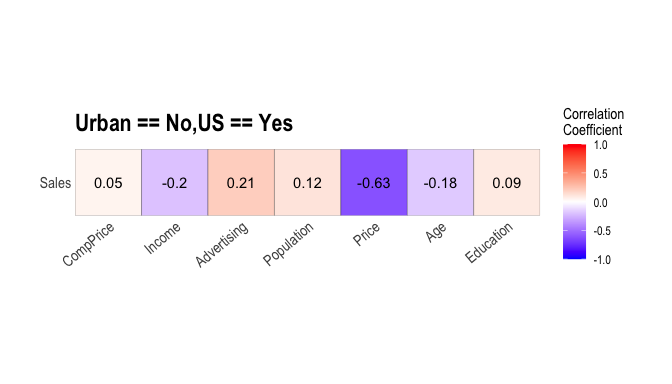 Urban == No,US == Yes
Sales
0.05
-0.2
0.21
0.12
-0.63
-0.18
0.09
CompPrice
Income
Advertising
Population
Price
Age
Education
Correlation
Coefficient
1.0
0.5
0.0
-0.5
-1.0